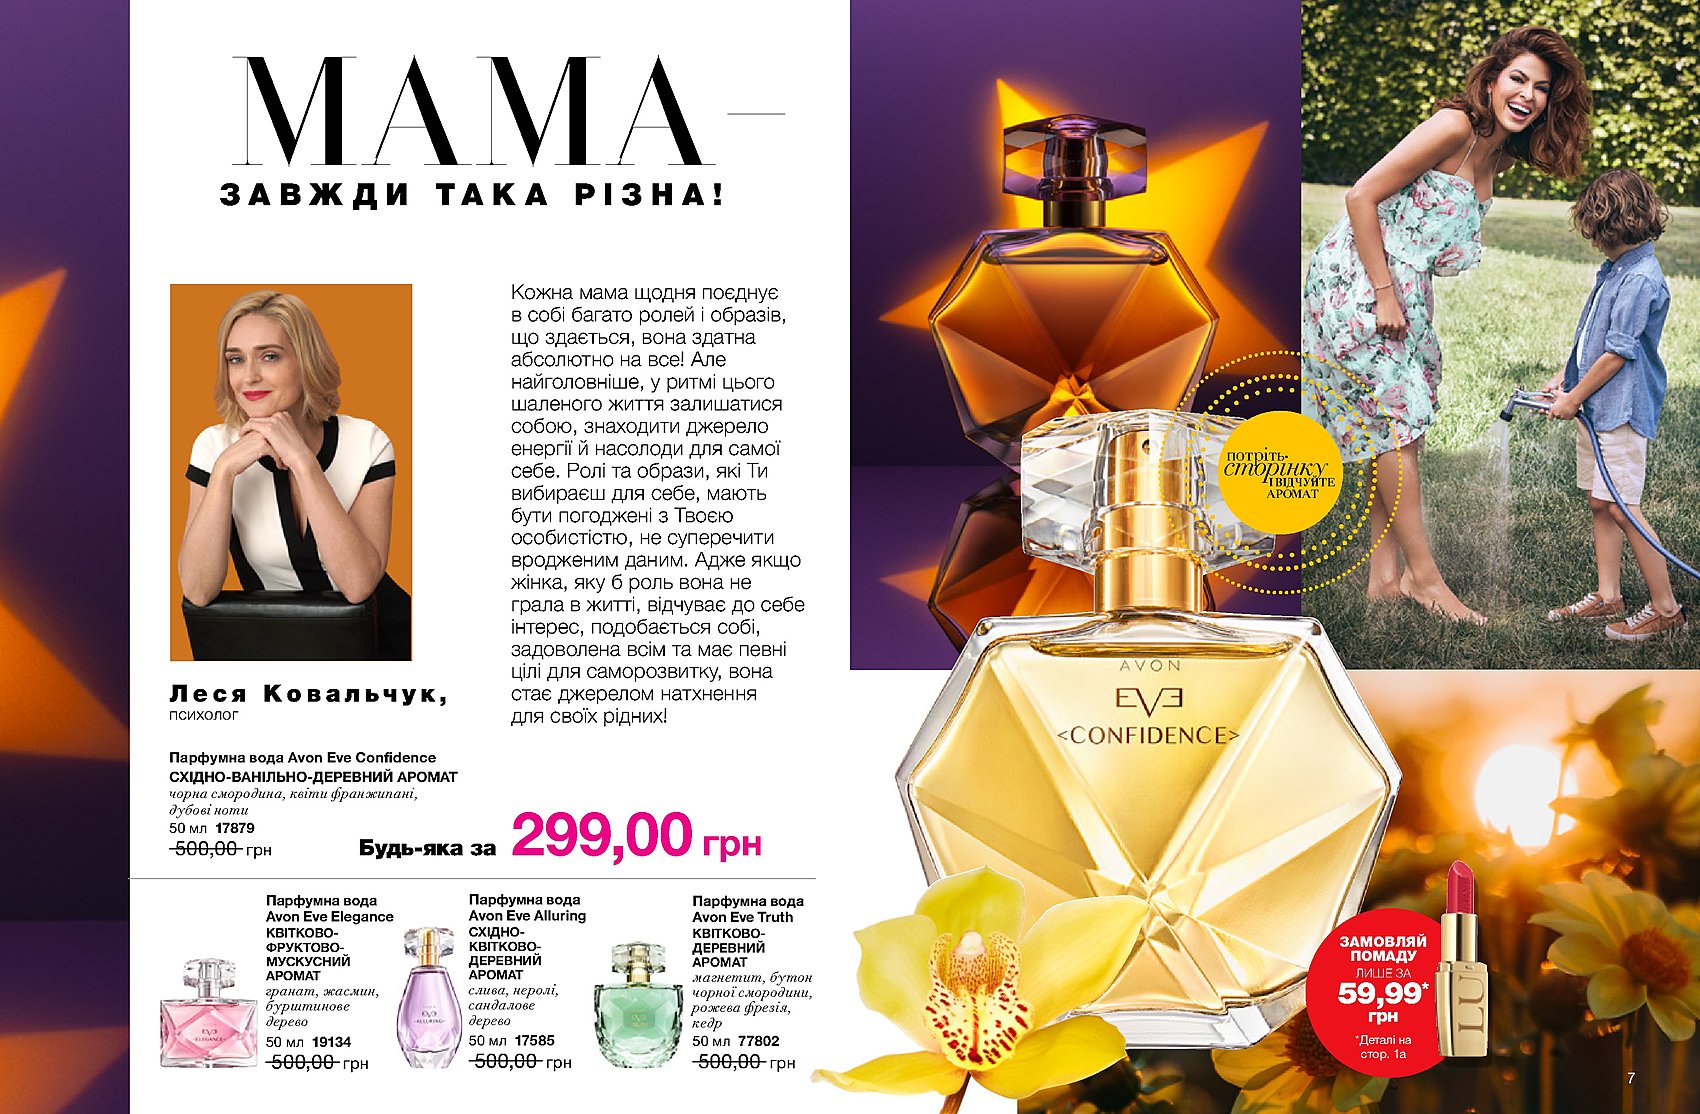 МАМА —
ЗАВЖДИ ТАКА РІЗНА!
Кожна мама щодня поєднує
в собі багато ролей і образів,
що здається, вона здатна
абсолютно на все! Але
найголовніше, у ритмі цього
шаленого життя залишатися
собою, знаходити джерело
енергії й насолоди для самої
себе. Ролі та образи, які Ти
вибираєш для себе, мають
бути погоджені з Твоєю
особистістю, не суперечити
вродженим даним. Адже якщо
жінка, яку б роль вона не
грала в житті, відчуває до себе
інтерес, подобається собі,
задоволена всім та має певні
цілі для саморозвитку, вона
стає джерелом натхнення
для своїх рідних!
Леся Ковальчук,
психолог
Парфумна вода Avon Eve Confidence
СХІДНО-ВАНІЛЬНО-ДЕРЕВНИЙ АРОМАТ
чорна смородина, квіти франжипані,
дубові ноти
50 мл 17879
500,00 грн
Будь-яка за 299,00 грн
Парфумна вода
Avon Eve Elegance
КВІТКОВО-
ФРУКТОВО-
МУСКУСНИЙ
АРОМАТ
гранат, жасмин,
бурштинове
дерево
50 мл 19134
500,00 грн
EVE
<ELEGANCE>
Парфумна вода
Avon Eve Alluring
СХІДНО-
КВІТКОВО-
ДЕРЕВНИЙ
АРОМАТ
слива, неролі,
сандалове
дерево
50 мл 17585
500,00 грн
EVE
<ALLURING>
Парфумна вода
Avon Eve Truth
КВІТКОВО-
ДЕРЕВНИЙ
АРОМАТ
магнетит, бутон
чорної смородини,
рожева фрезія,
кедр
50 мл 77802
500,00 грн
EVE
ПОТРІТЬ
сторінку
І ВІДЧУЙТЕ
АРОМАТ
AVON
EVE
<CONFIDENCE>
ЗАМОВЛЯЙ
ПОМАДУ
ЛИШЕ ЗА
59,99*
грн
*Деталі на
стор. 1а
LU
7